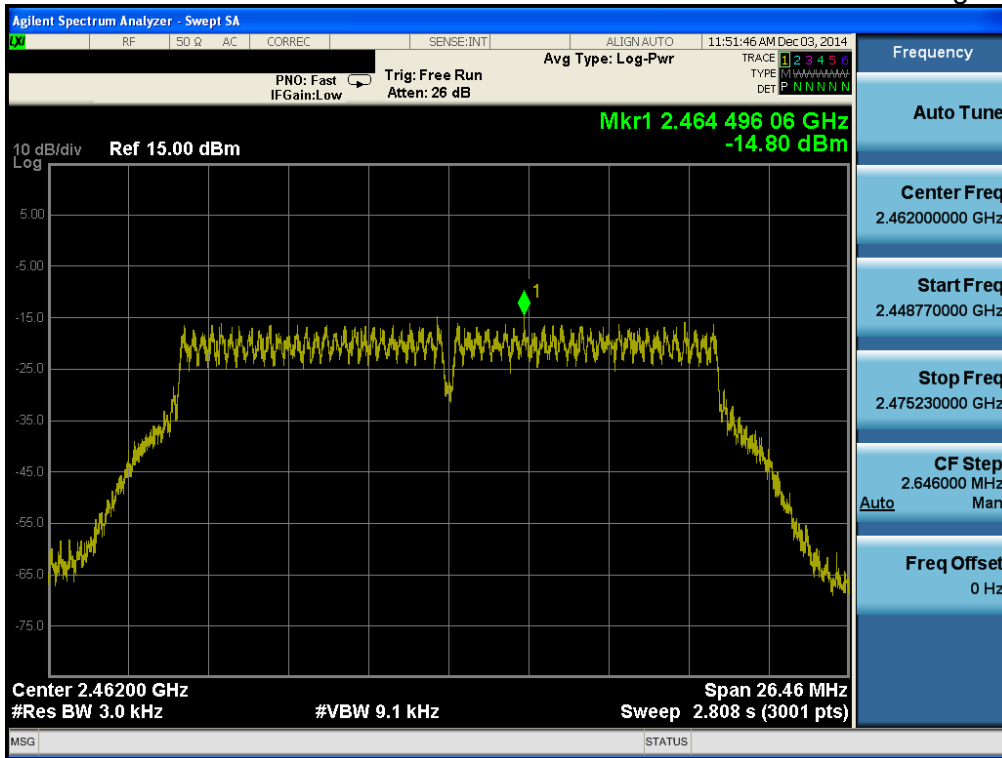 Agilent Spectrum Analyzer - Swept SA
LXI RF 50 Ω AC CORREC SENSE:INT ALIGN AUTO 11:51:46 AM Dec 03, 2014
Frequency
PNO: Fast Trig: Free Run Avg Type: Log-Pwr TRACE 1 2 3 4 5 6
IFGain:Low Atten: 26 dB TYPE M
DET P N N N N N
Auto Tune
Mkr1 2.464 496 06 GHz
-14.80 dBm
10 dB/div Ref 15.00 dBm
Log
Center Freq
2.462000000 GHz
5.00
-5.00
Start Freq
2.448770000 GHz
1
-15.0
-25.0
Stop Freq
2.475230000 GHz
-35.0
-45.0
CF Step
2.646000 MHz
Auto Man
-55.0
-65.0
Freq Offset
0 Hz
-75.0
Center 2.46200 GHz Span 26.46 MHz
#Res BW 3.0 kHz #VBW 9.1 kHz Sweep 2.808 s (3001 pts)
MSG STATUS